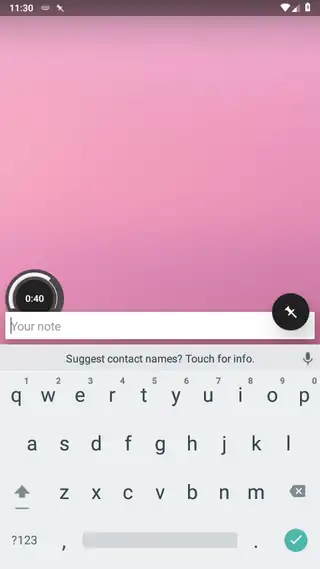 11:30
0:40
Your note
Suggest contact names? Touch for info.
1 2 3 4 5 6 7 8 9 0
q w e r t y u i o p
a s d f g h j k l
z x c v b n m
?123 , .